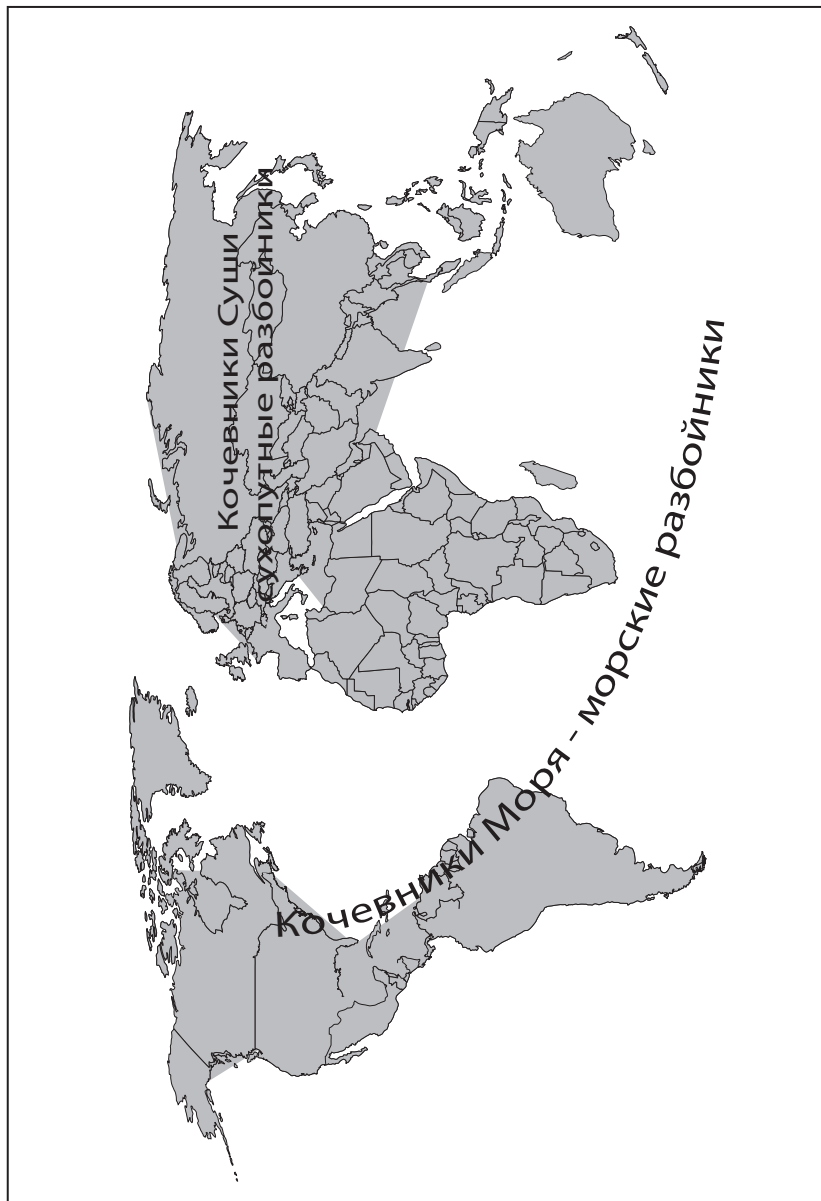 Кочевники Суши
сухопутные разбойники
Кочевники Моря – морские разбойники